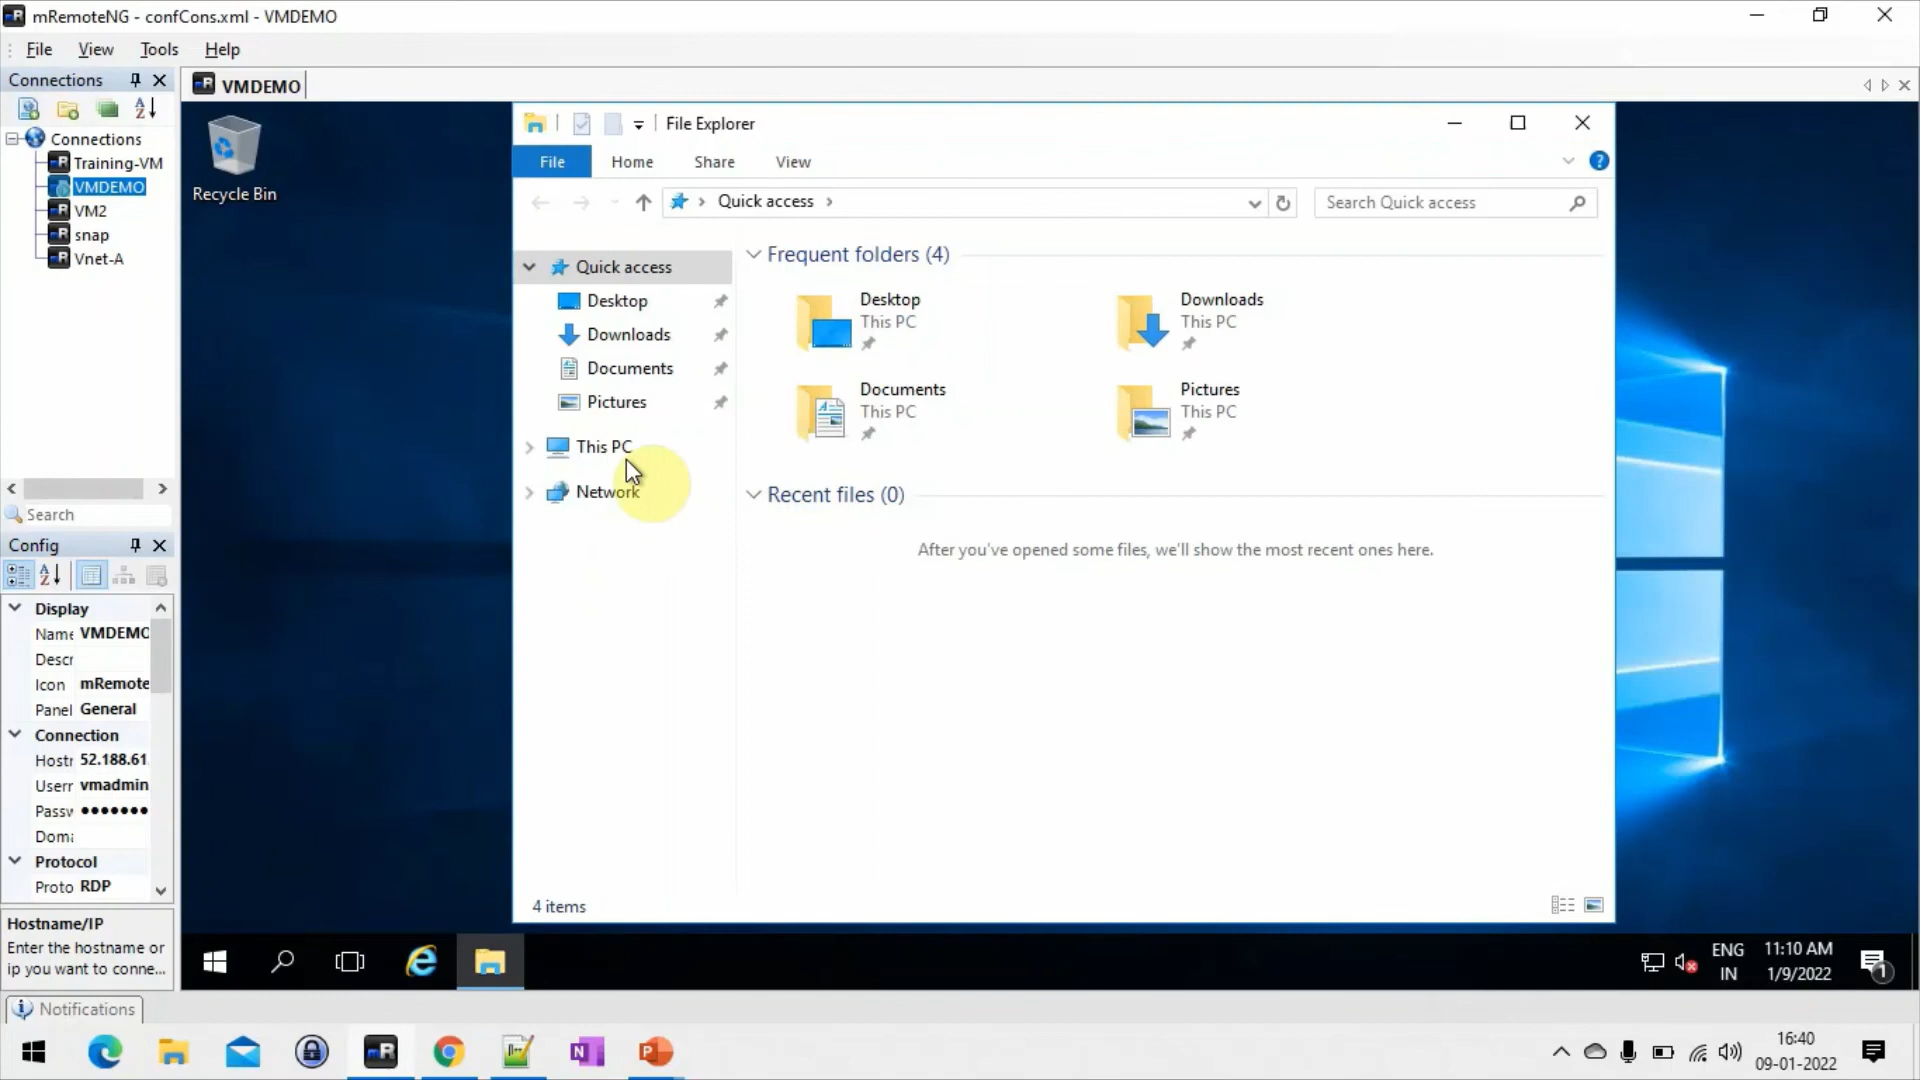 mRemoteNG - confCons.xml - VMDEMO
File View Tools Help
Connections
VMDEMO
Connections
Training-VM
VMDEMO
VM2
snap
Vnet-A
Search
Config
Display
Name VMDEMO
Descr
Icon mRemote
Panel General
Connection
Hostr 52.188.61.
Userr vmadmin
Passv ●●●●●●●
Doma
Protocol
Proto RDP
Hostname/IP
Enter the hostname or
ip you want to conne...
Notifications
Recycle Bin
File Explorer
File Home Share View
Quick access
Search Quick access
Quick access
Desktop
Downloads
Documents
Pictures
This PC
Network
Frequent folders (4)
Desktop
This PC
Downloads
This PC
Documents
This PC
Pictures
This PC
Recent files (0)
After you've opened some files, we'll show the most recent ones here.
4 items
ENG
IN
11:10 AM
1/9/2022
1
16:40
09-01-2022